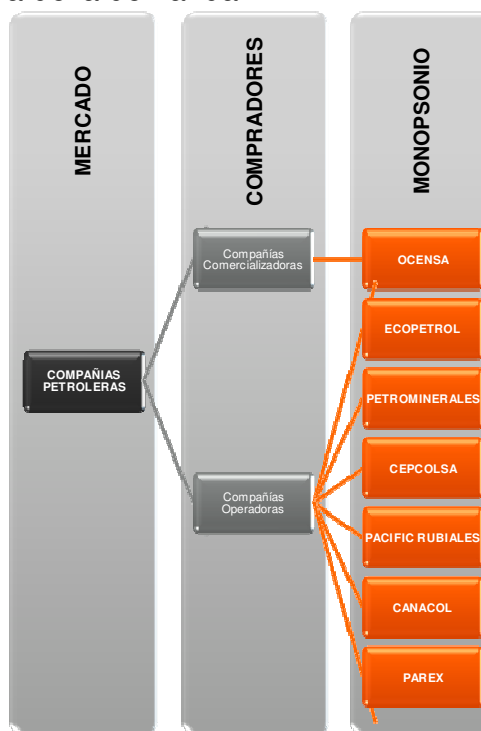 MERCADO
COMPRADORES
MONOPSONIO
Compañías
Comercializadoras
OCENSA
ECOPETROL
COMPAÑIAS
PETROLERAS
PETROMINERALES
CEPCOLSA
Compañías
Operadoras
PACIFIC RUBIALES
CANACOL
PAREX